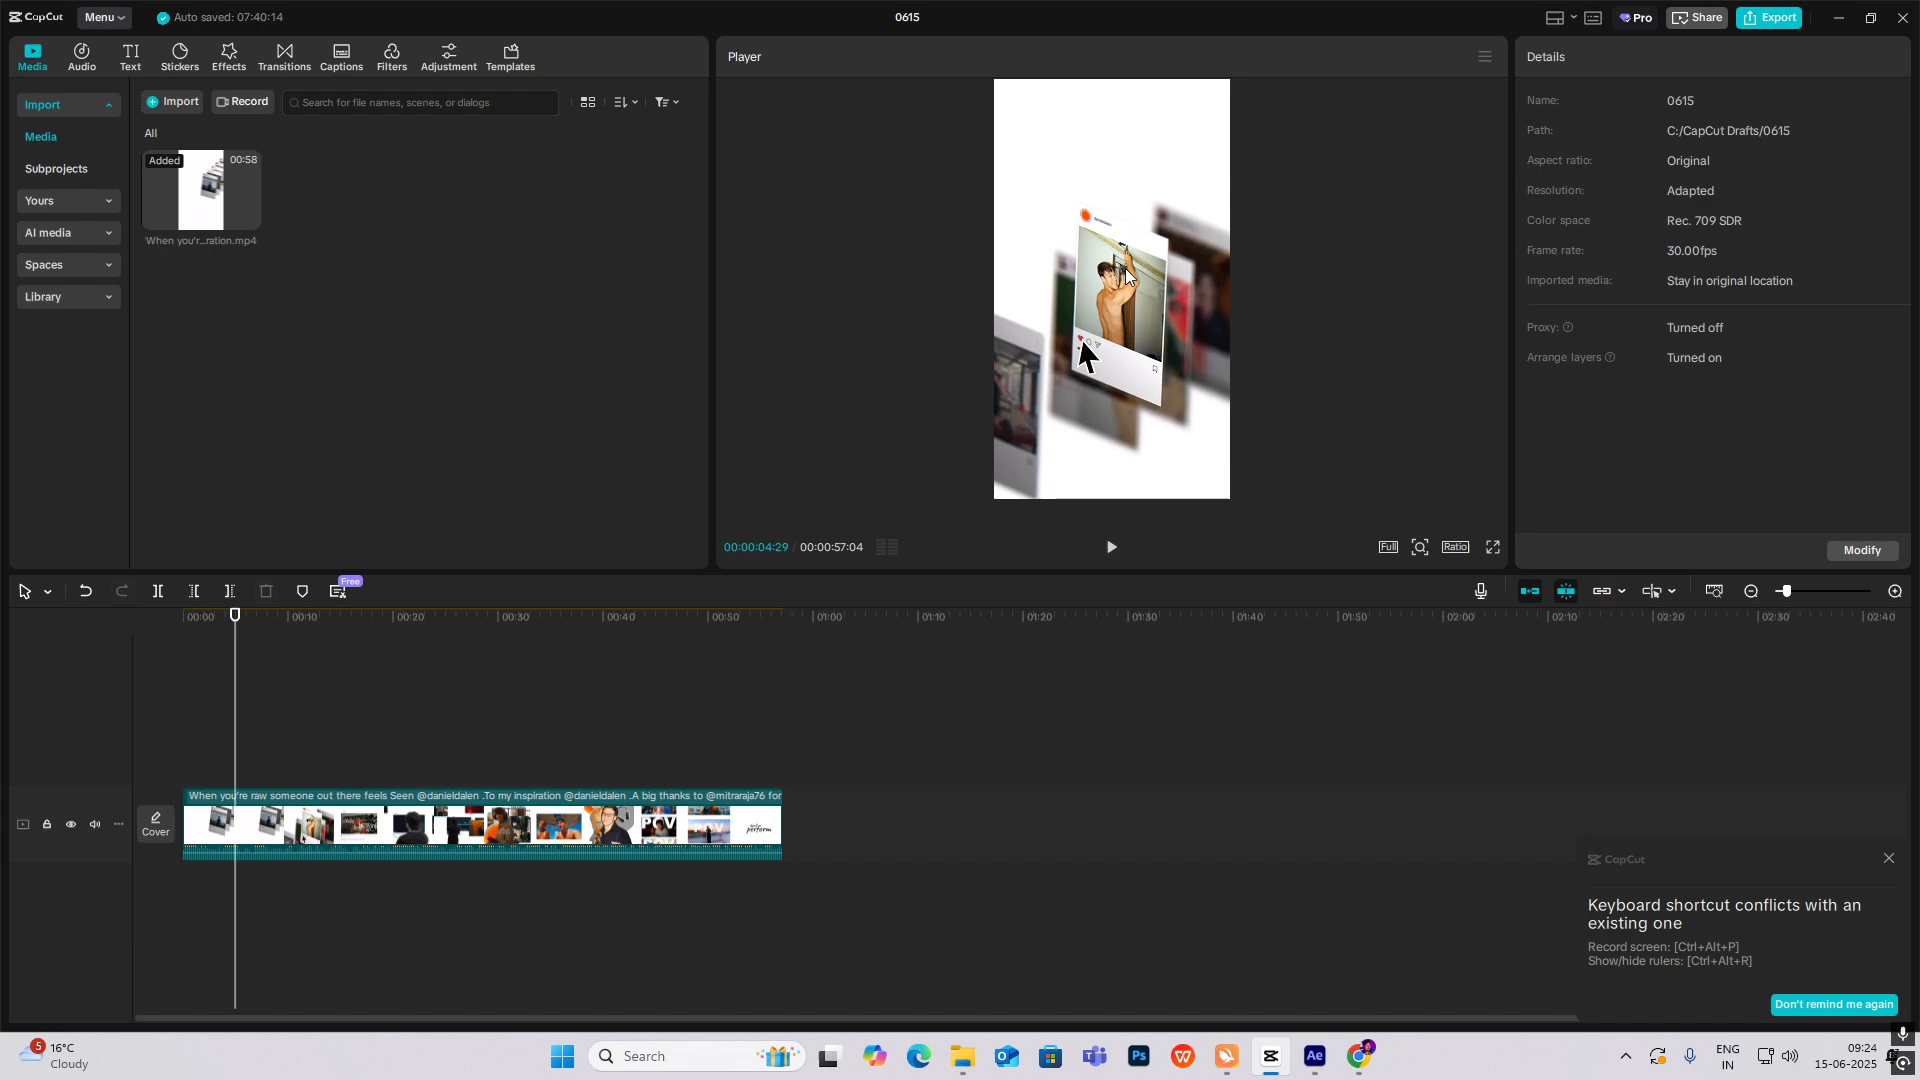 CapCut
Menu
Auto saved: 07:40:14
0615
Pro
Share
Export
Media
Audio
Text
Stickers
Effects
Transitions
Captions
Filters
Adjustment
Templates
Player
Details
Import
Media
Subprojects
Yours
AI media
Spaces
Library
Import
Record
Search for file names, scenes, or dialogs
All
Added
00:58
When you'r...ration.mp4
Name: 0615
Path: C:/CapCut Drafts/0615
Aspect ratio: Original
Resolution: Adapted
Color space Rec. 709 SDR
Frame rate: 30.00fps
Imported media: Stay in original location
Proxy: Turned off
Arrange layers Turned on
Modify
00:00:04:29 / 00:00:57:04
Full
Ratio
Free
00:00
00:10
00:20
00:30
00:40
00:50
01:00
01:10
01:20
01:30
01:40
01:50
02:00
02:10
02:20
02:30
02:40
When you're raw someone out there feels Seen @danieldalen .To my inspiration @danieldalen .A big thanks to @mitraraja76 for
Cover
POV
POV
perform
CapCut
Keyboard shortcut conflicts with an
existing one
Record screen: [Ctrl+Alt+P]
Show/hide rulers: [Ctrl+Alt+R]
Don't remind me again
5
16°C
Cloudy
Search
Ps
W
Ae
ENG
IN
09:24
15-06-2025